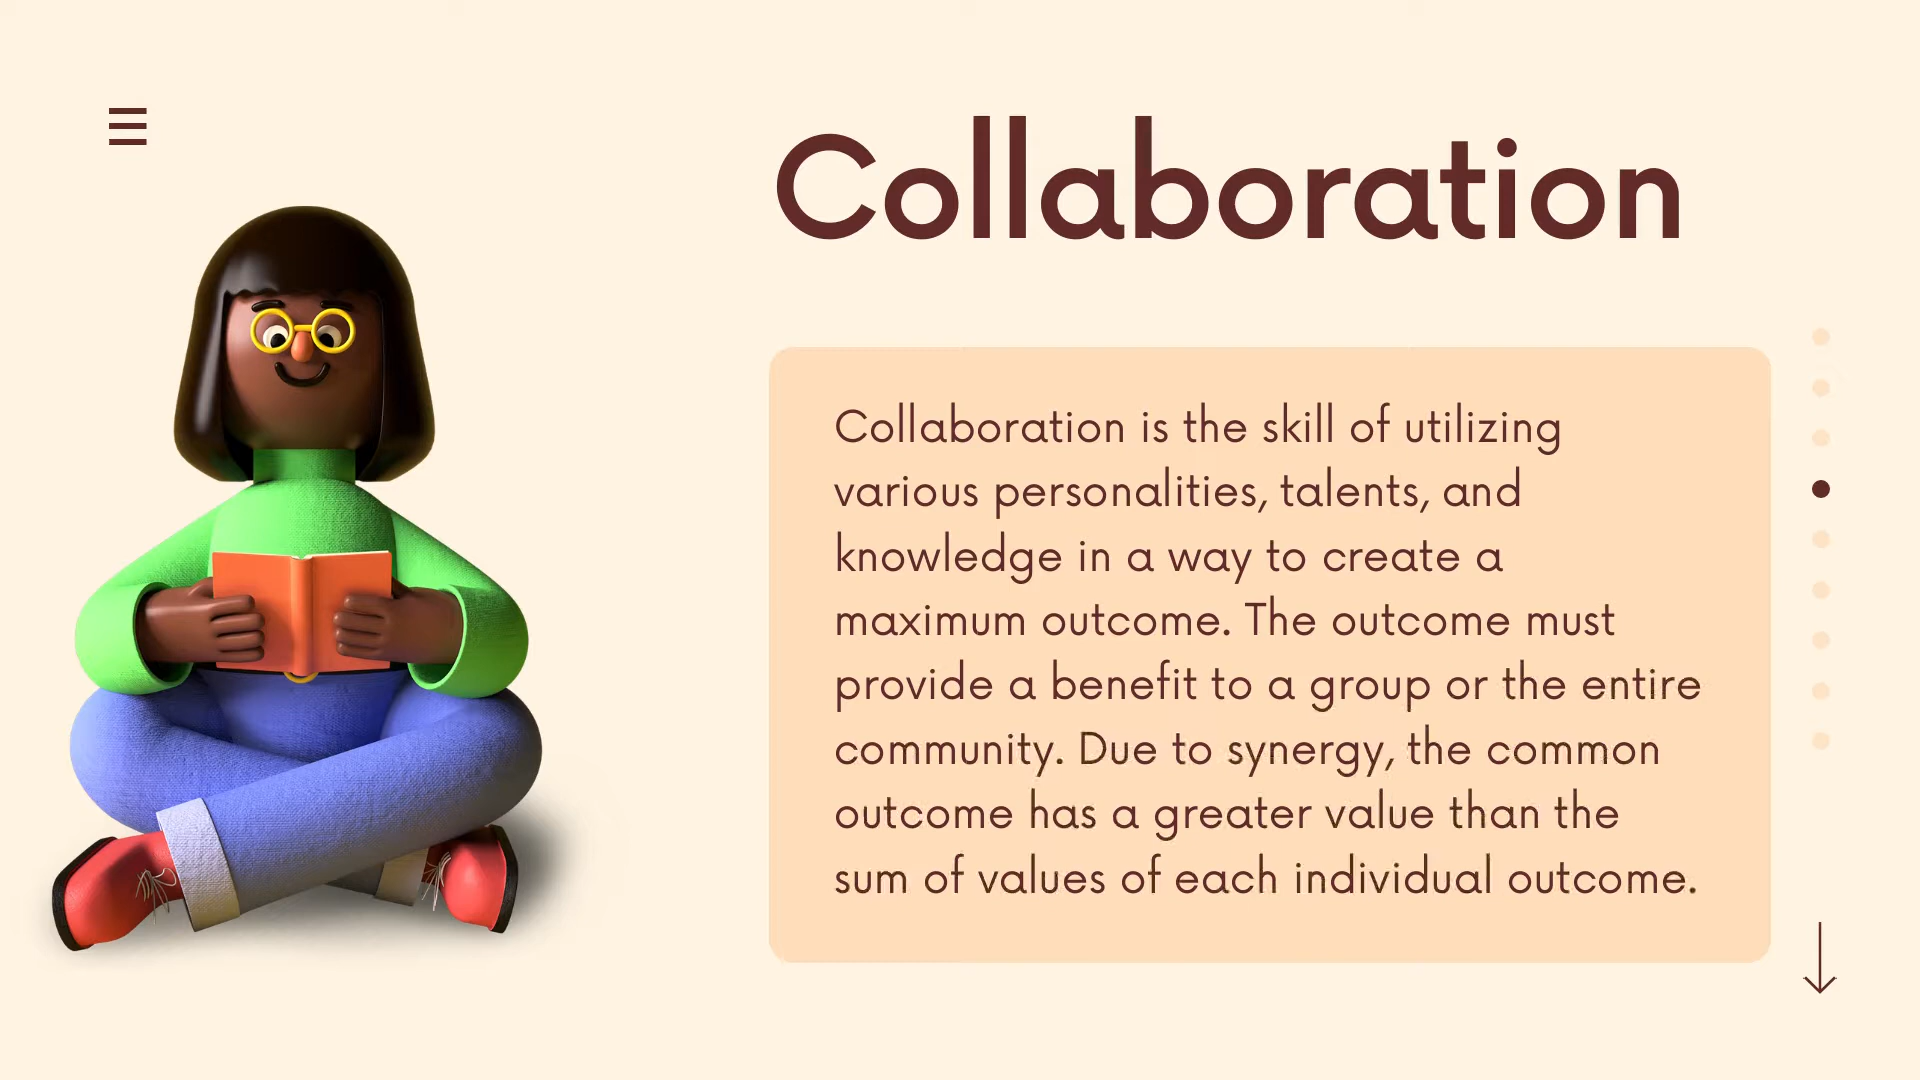 Collaboration
Collaboration is the skill of utilizing
various personalities, talents, and
knowledge in a way to create a
maximum outcome. The outcome must
provide a benefit to a group or the entire
community. Due to synergy, the common
outcome has a greater value than the
sum of values of each individual outcome.